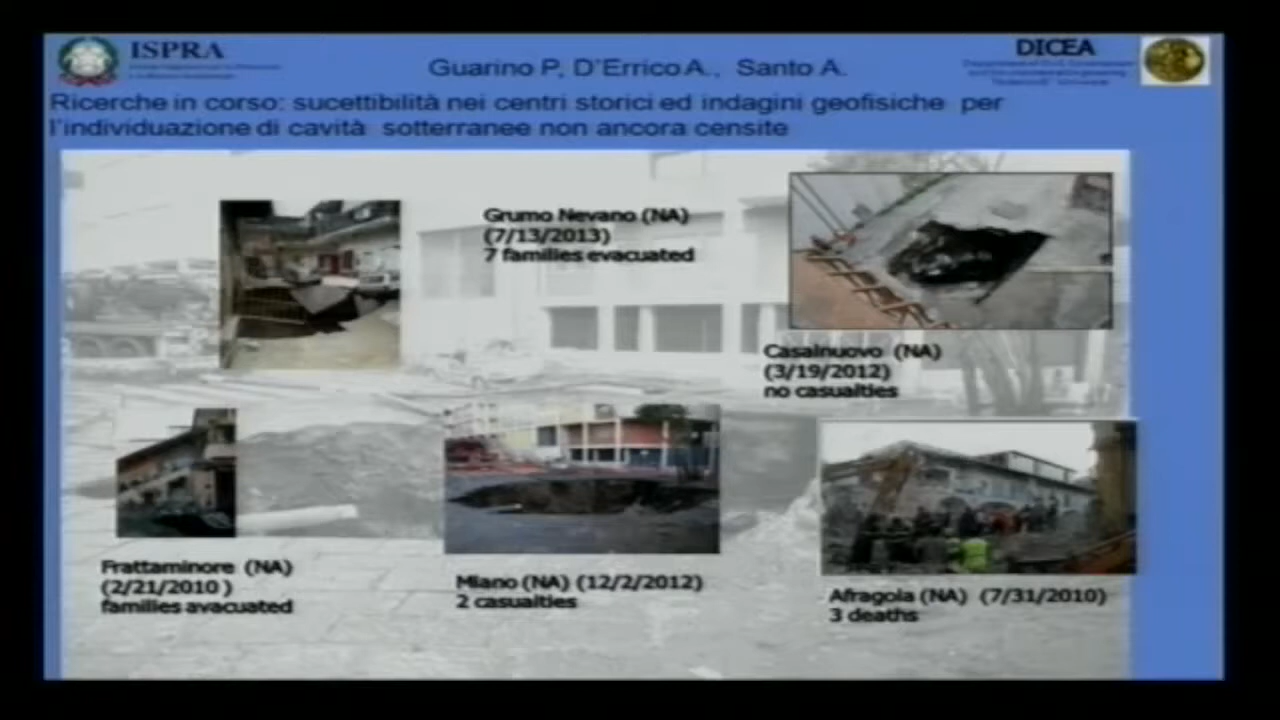 ISPRA
DICEA
Guarino P, D'Errico A., Santo A.
Ricerche in corso: sucettibilità nei centri storici ed indagini geofisiche per
l'individuazione di cavità sotterranee non ancora censite
Grumo Nevano (NA)
(7/13/2013)
7 families evacuated
Casalnuovo (NA)
(3/19/2012)
no casualties
Frattaminore (NA)
(2/21/2010 )
families avacuated
Miano (NA) (12/2/2012)
2 casualties
Afragola (NA) (7/31/2010)
3 deaths